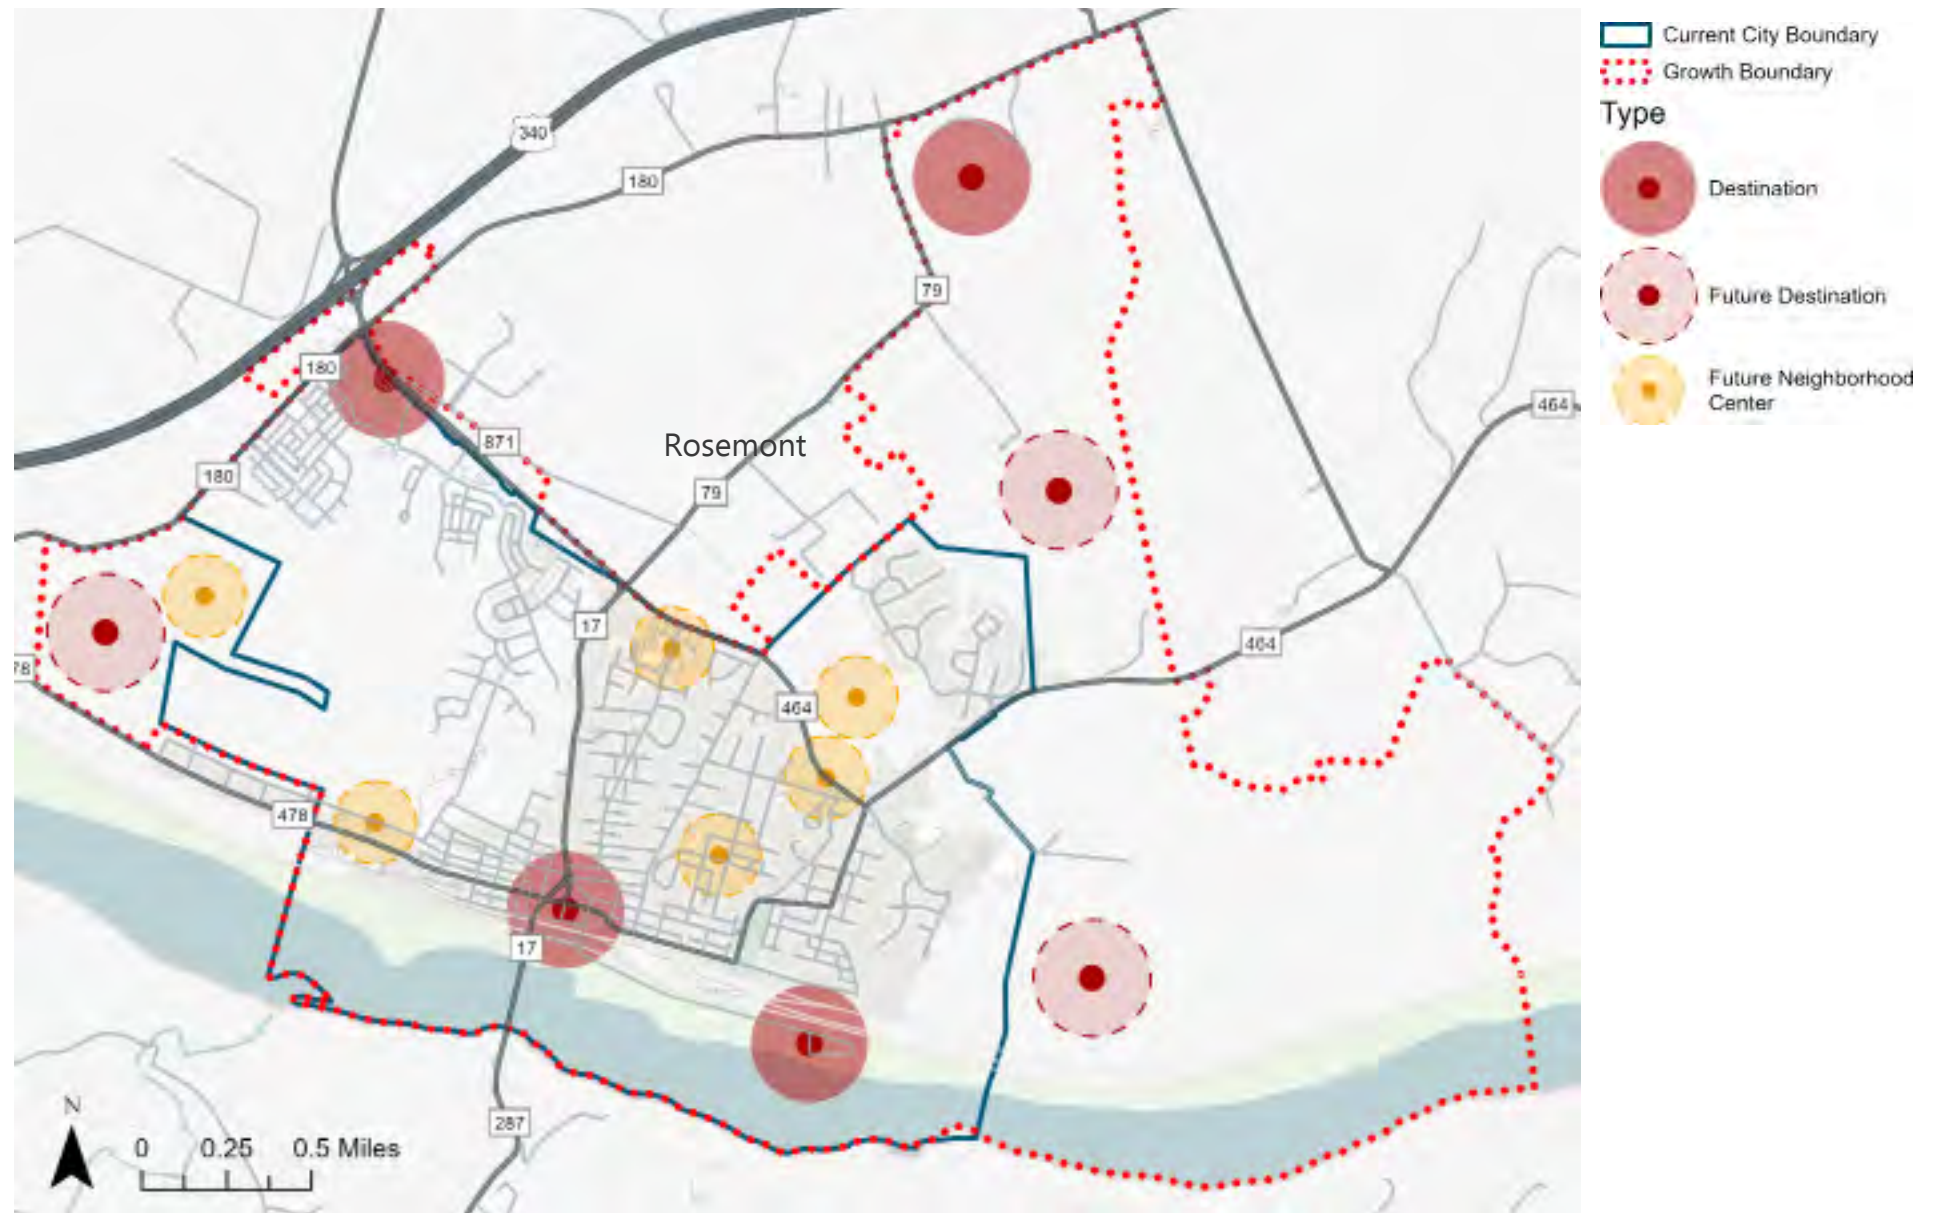 Current City Boundary
Growth Boundary
Type
Destination
Future Destination
Future Neighborhood
Center
340
180
79
180
871
464
Rosemont
180
79
17
464
78
464
478
17
287
N
0 0.25 0.5 Miles